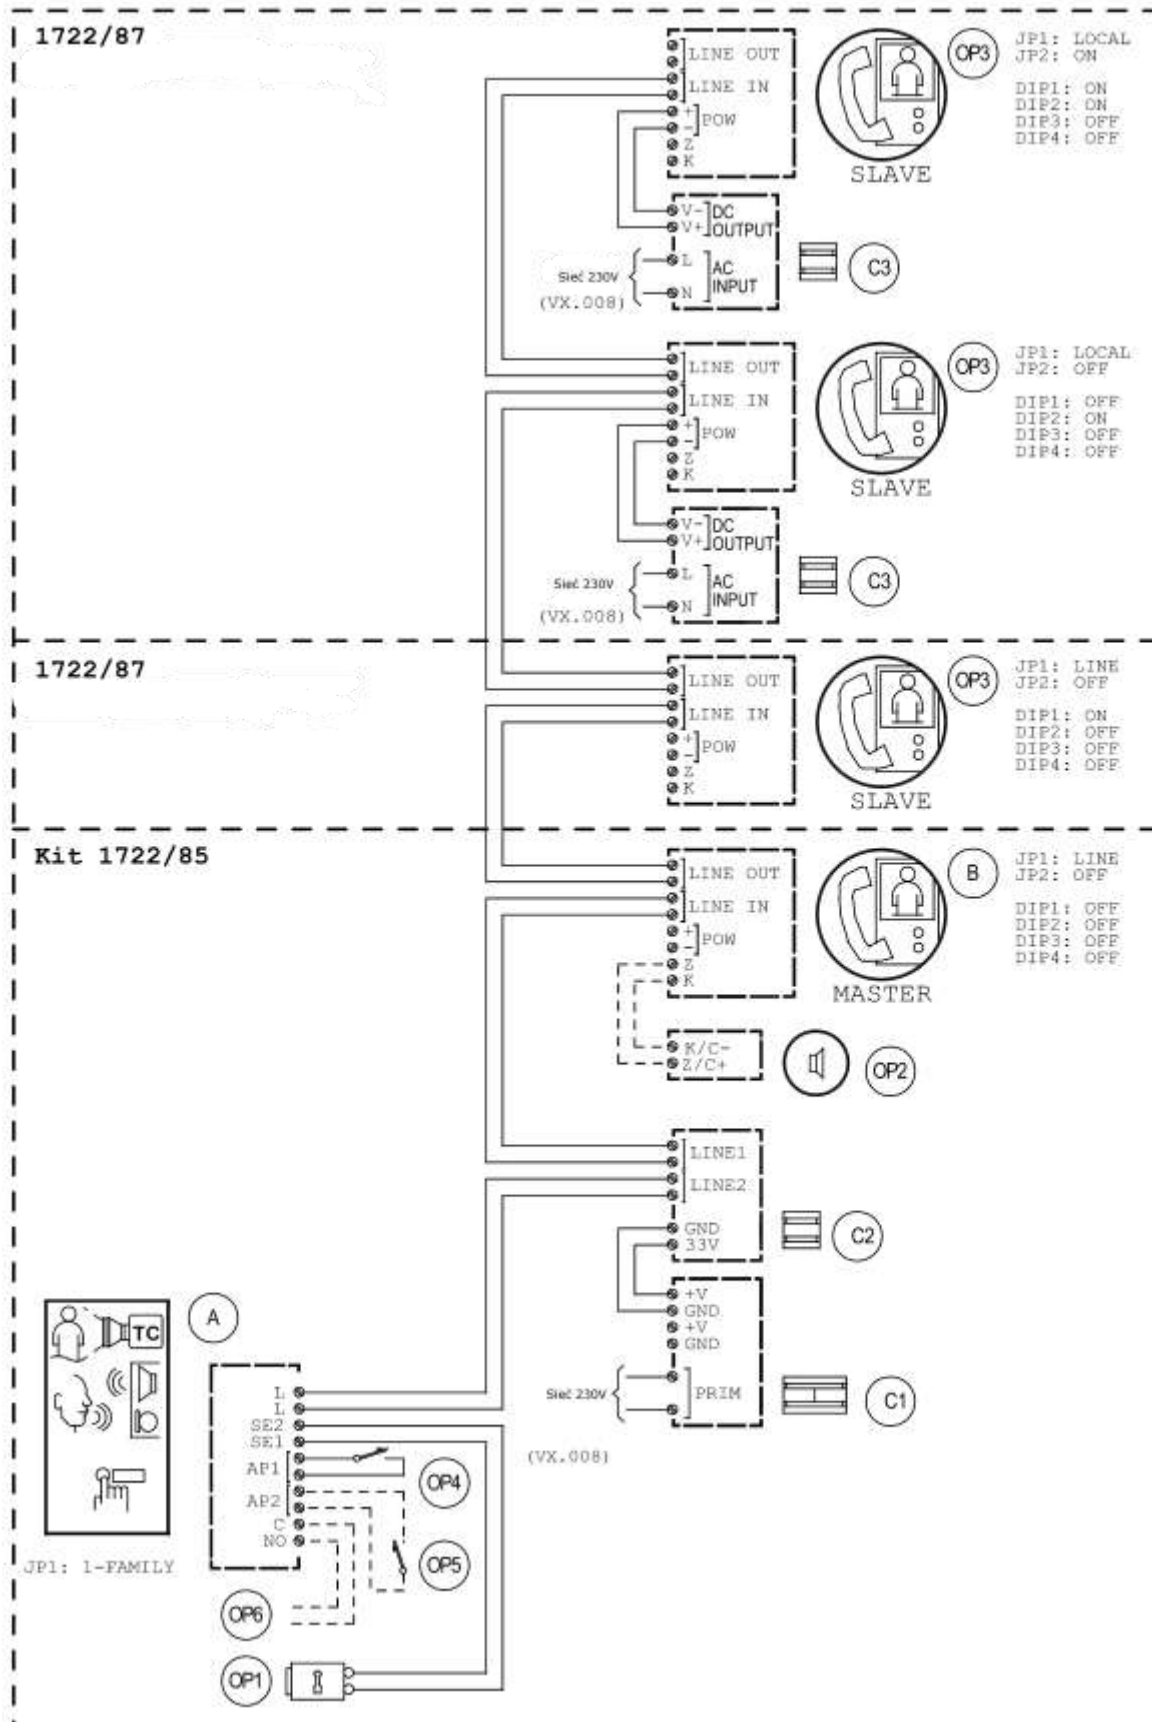 1722/87
LINE OUT
LINE IN
+
-
POW
Z
K
OP3
JP1: LOCAL
JP2: ON
DIP1: ON
DIP2: ON
DIP3: OFF
DIP4: OFF
SLAVE
V-
V+
DC
OUTPUT
L
N
AC
INPUT
Sieć 230V
(VX.008)
C3
LINE OUT
LINE IN
+
-
POW
Z
K
OP3
JP1: LOCAL
JP2: OFF
DIP1: OFF
DIP2: ON
DIP3: OFF
DIP4: OFF
SLAVE
V-
V+
DC
OUTPUT
L
N
AC
INPUT
Sieć 230V
(VX.008)
C3
1722/87
LINE OUT
LINE IN
+
-
POW
Z
K
OP3
JP1: LINE
JP2: OFF
DIP1: ON
DIP2: OFF
DIP3: OFF
DIP4: OFF
SLAVE
Kit 1722/85
LINE OUT
LINE IN
+
-
POW
Z
K
B
JP1: LINE
JP2: OFF
DIP1: OFF
DIP2: OFF
DIP3: OFF
DIP4: OFF
MASTER
K/C-
Z/C+
OP2
LINE1
LINE2
GND
33V
C2
+V
GND
+V
GND
PRIM
Sieć 230V
(VX.008)
C1
A
TC
JP1: 1-FAMILY
L
L
SE2
SE1
AP1
AP2
C
NO
OP4
OP5
OP6
OP1